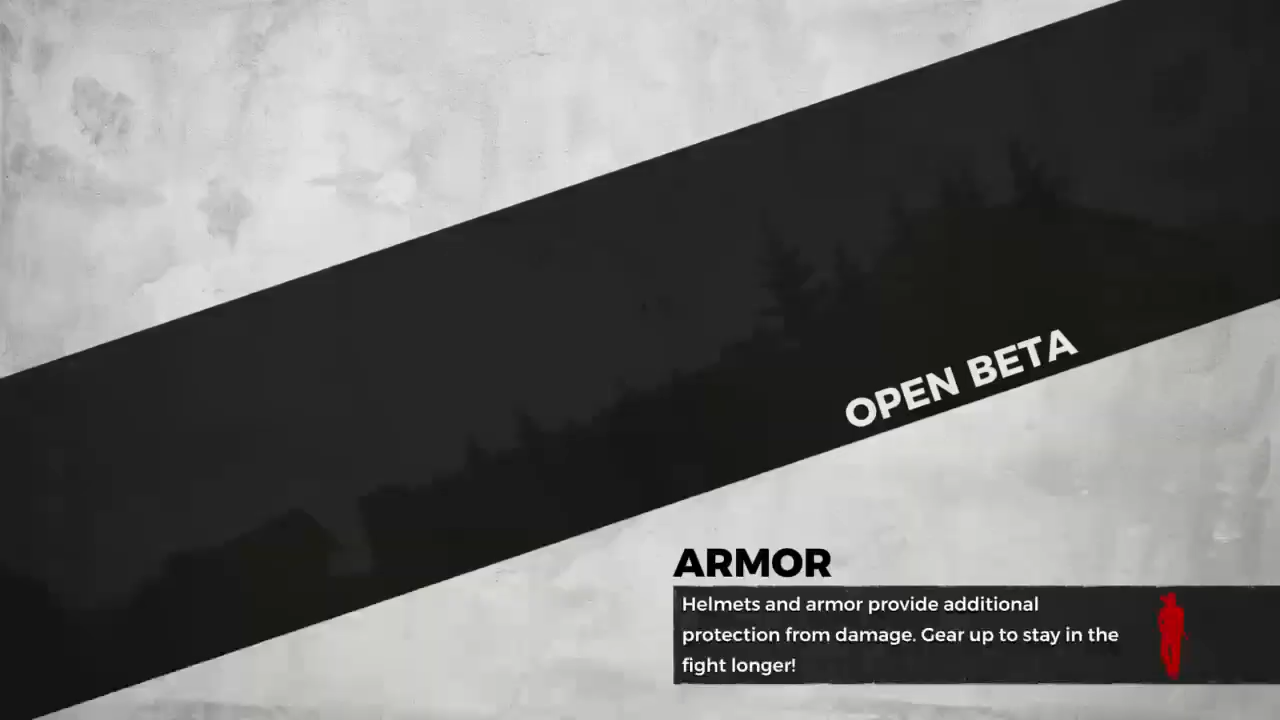 OPEN BETA
ARMOR
Helmets and armor provide additional
protection from damage. Gear up to stay in the
fight longer!